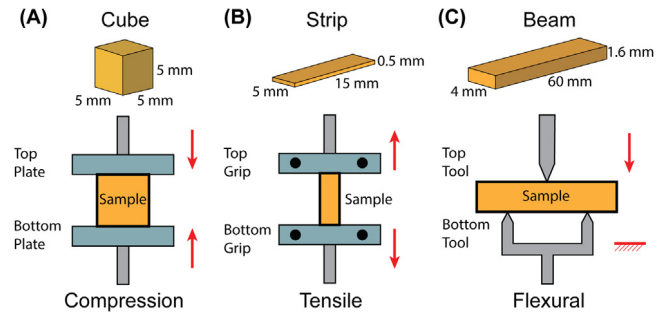 (A) Cube
5 mm
5 mm
5 mm
Top
Plate
Sample
Bottom
Plate
Compression
(B) Strip
0.5 mm
5 mm
15 mm
Top
Grip
Sample
Bottom
Grip
Tensile
(C) Beam
1.6 mm
4 mm
60 mm
Top
Tool
Sample
Bottom
Tool
Flexural